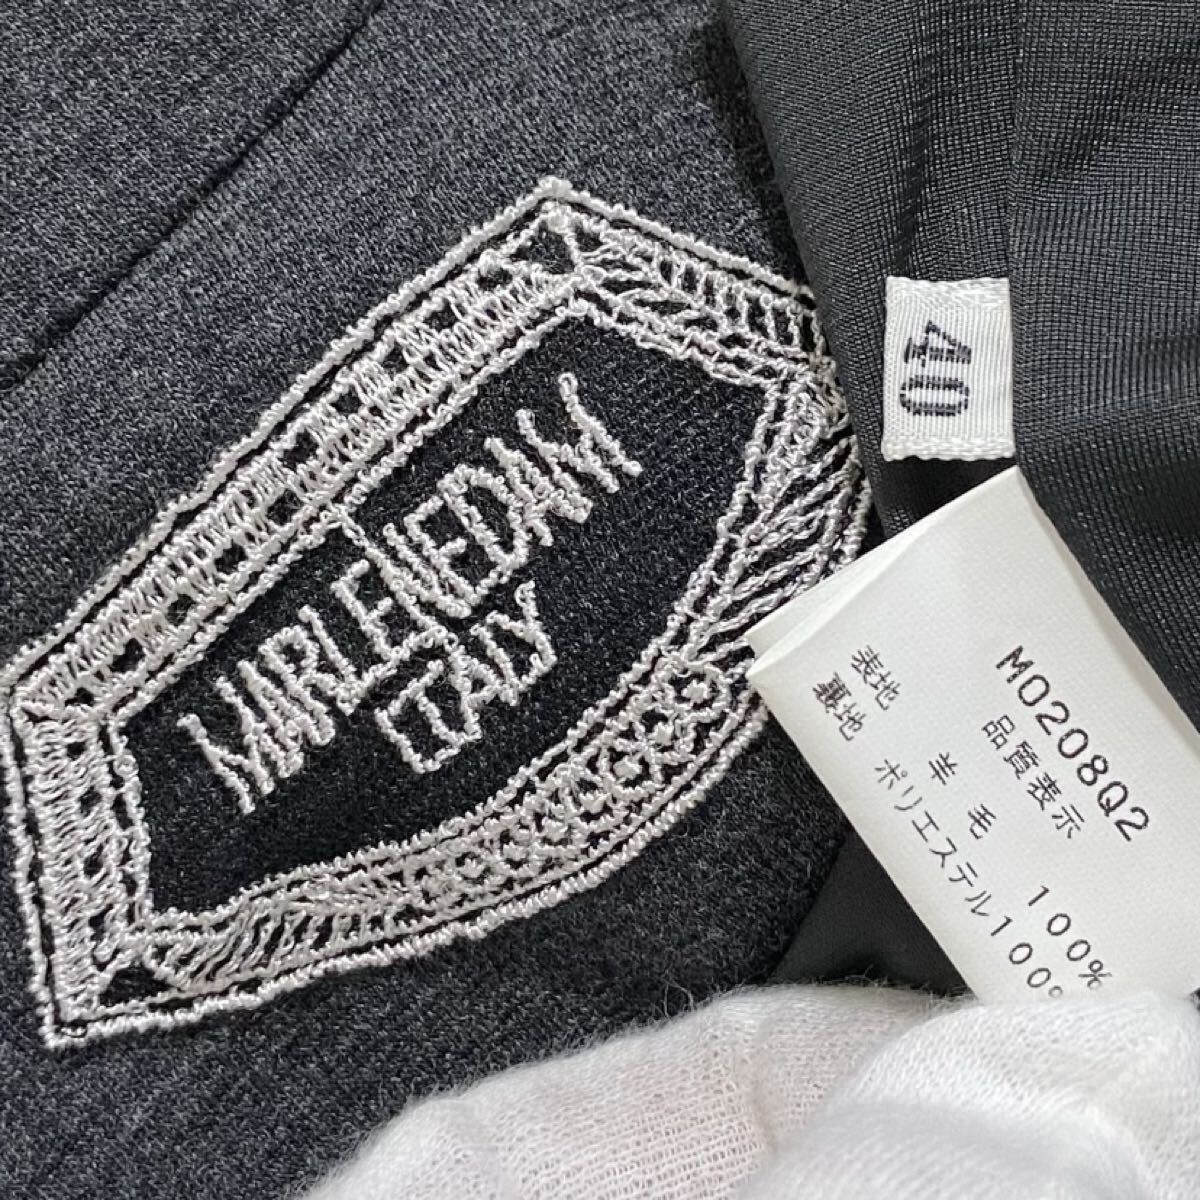 MARLENEDAM
ITALY
40
M0208Q2
品質表示
表地 羊毛 100%
裏地 ポリエステル100%